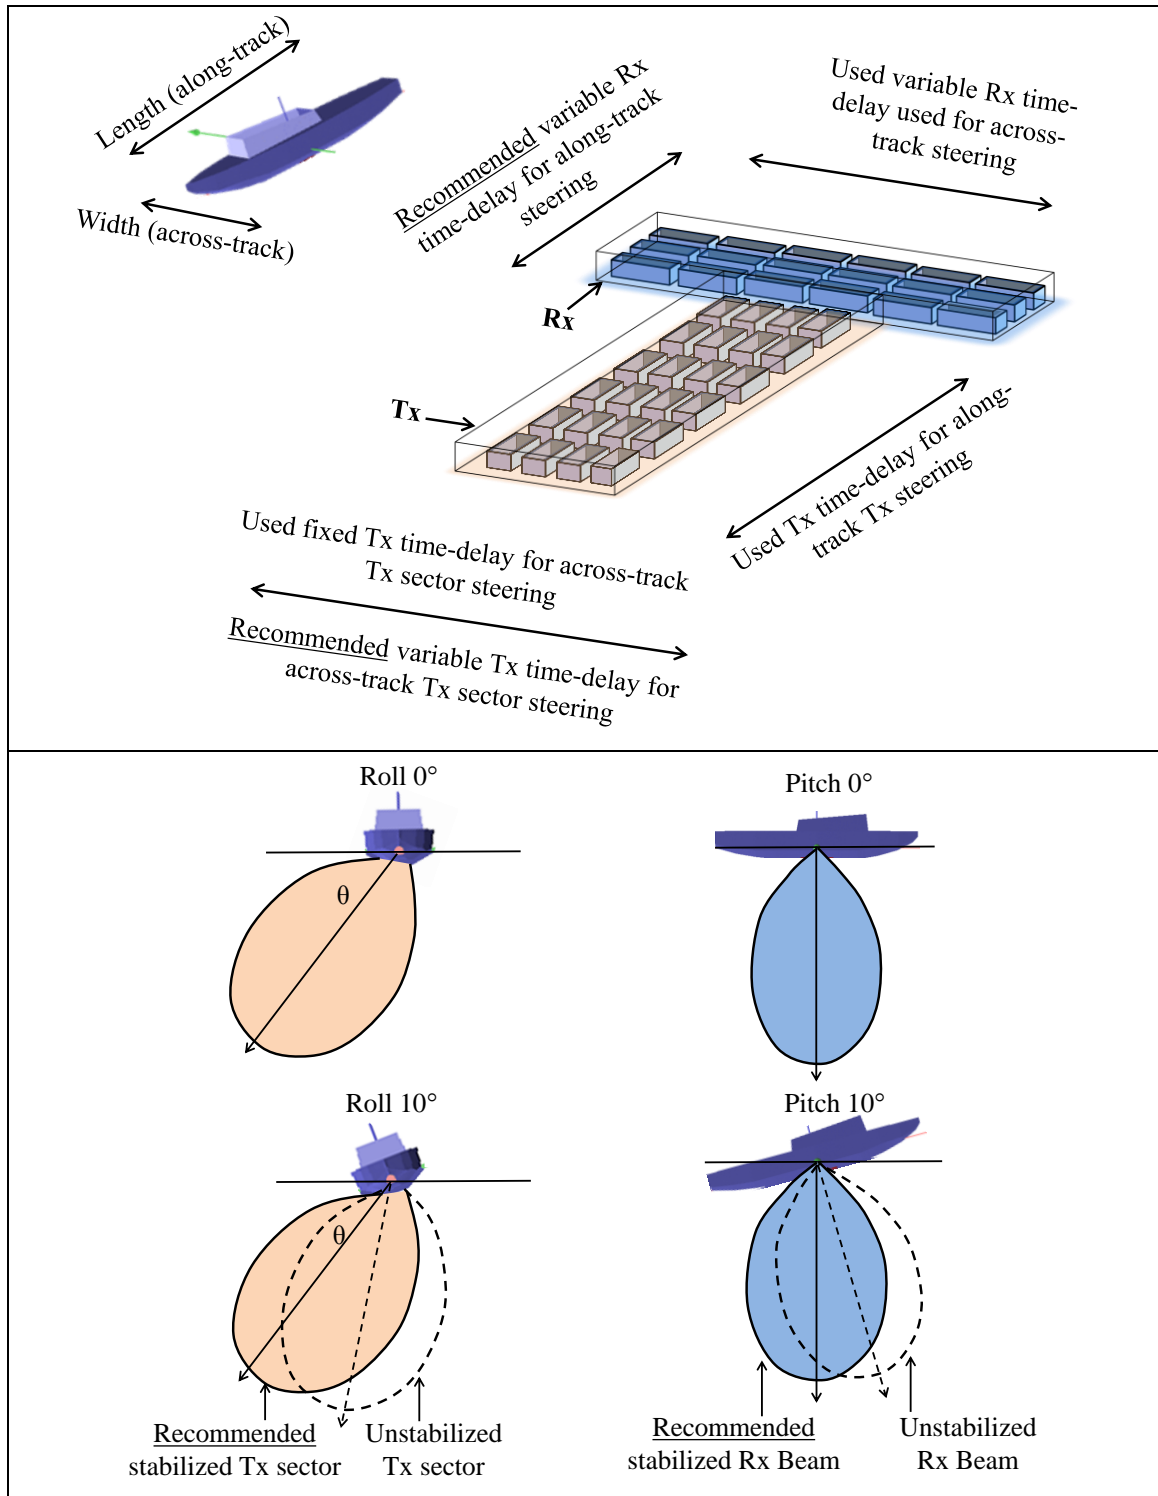 Length (along-track)
Width (across-track)
Recommended variable Rx
time-delay for along-track
steering
Used variable Rx time-
delay used for across-
track steering
Rx
Tx
Used Tx time-delay for along-
track Tx steering
Used fixed Tx time-delay for across-track
Tx sector steering
Recommended variable Tx time-delay for
across-track Tx sector steering
Roll 0°
Pitch 0°
θ
Roll 10°
Pitch 10°
θ
Recommended
stabilized Tx sector
Unstabilized
Tx sector
Recommended
stabilized Rx Beam
Unstabilized
Rx Beam